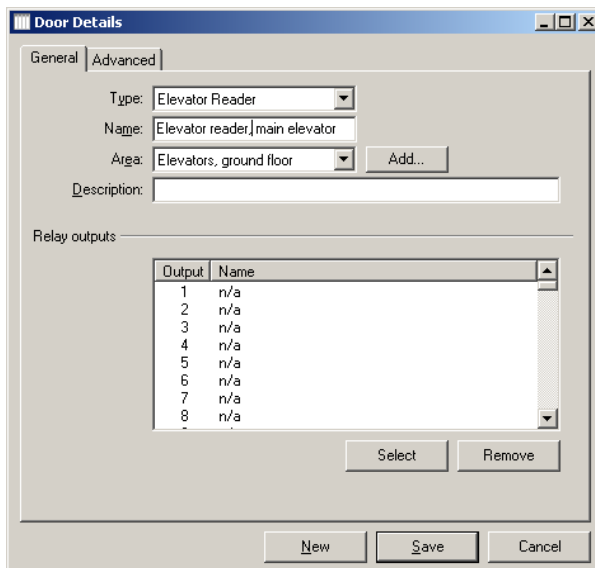 Door Details
General Advanced
Type: Elevator Reader
Name: Elevator reader, main elevator
Area: Elevators, ground floor Add...
Description:
Relay outputs
Output Name
1 n/a
2 n/a
3 n/a
4 n/a
5 n/a
6 n/a
7 n/a
8 n/a
Select Remove
New Save Cancel